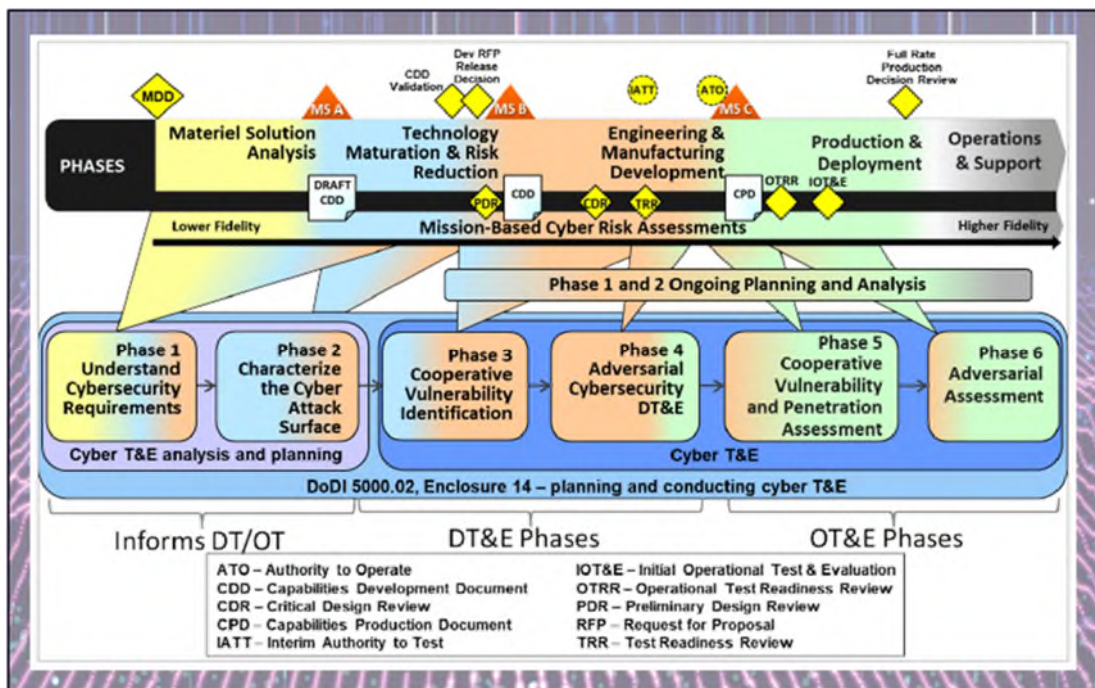 Full Rate
Production
Decision Review
Dev RFP
Release
Decision
CDD
Validation
MDD
MS A
MS B
IATT
ATO
MS C
PHASES
Materiel Solution
Analysis
Technology
Maturation & Risk
Reduction
Engineering &
Manufacturing
Development
Production &
Deployment
Operations
& Support
DRAFT
CDD
PDR
CDD
CDR
TRR
CPD
OTRR
IOT&E
Lower Fidelity
Mission-Based Cyber Risk Assessments
Higher Fidelity
Phase 1 and 2 Ongoing Planning and Analysis
Phase 1
Understand
Cybersecurity
Requirements
Phase 2
Characterize
the Cyber
Attack
Surface
Phase 3
Cooperative
Vulnerability
Identification
Phase 4
Adversarial
Cybersecurity
DT&E
Phase 5
Cooperative
Vulnerability
and Penetration
Assessment
Phase 6
Adversarial
Assessment
Cyber T&E analysis and planning
Cyber T&E
DoDI 5000.02, Enclosure 14 – planning and conducting cyber T&E
Informs DT/OT
DT&E Phases
OT&E Phases
ATO – Authority to Operate
CDD – Capabilities Development Document
CDR – Critical Design Review
CPD – Capabilities Production Document
IATT – Interim Authority to Test
IOT&E – Initial Operational Test & Evaluation
OTRR – Operational Test Readiness Review
PDR – Preliminary Design Review
RFP – Request for Proposal
TRR – Test Readiness Review